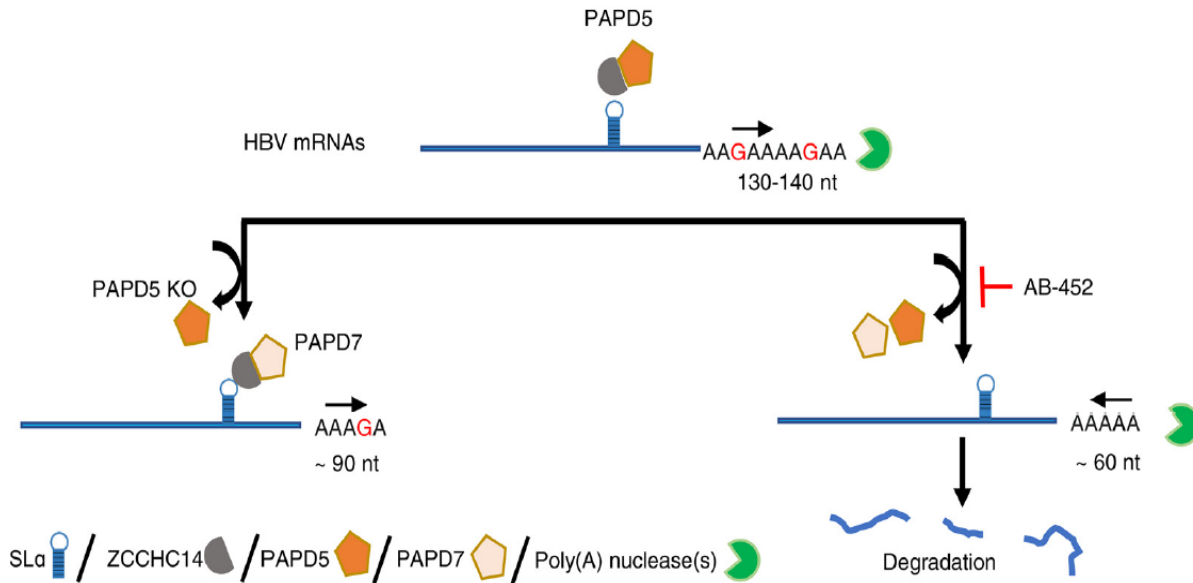 PAPD5
HBV mRNAs
AAGAAAAGAA
130-140 nt
PAPD5 KO
AB-452
PAPD7
AAAGA
~ 90 nt
AAAAA
~ 60 nt
SLα / ZCCHC14 / PAPD5 / PAPD7 / Poly(A) nuclease(s)
Degradation